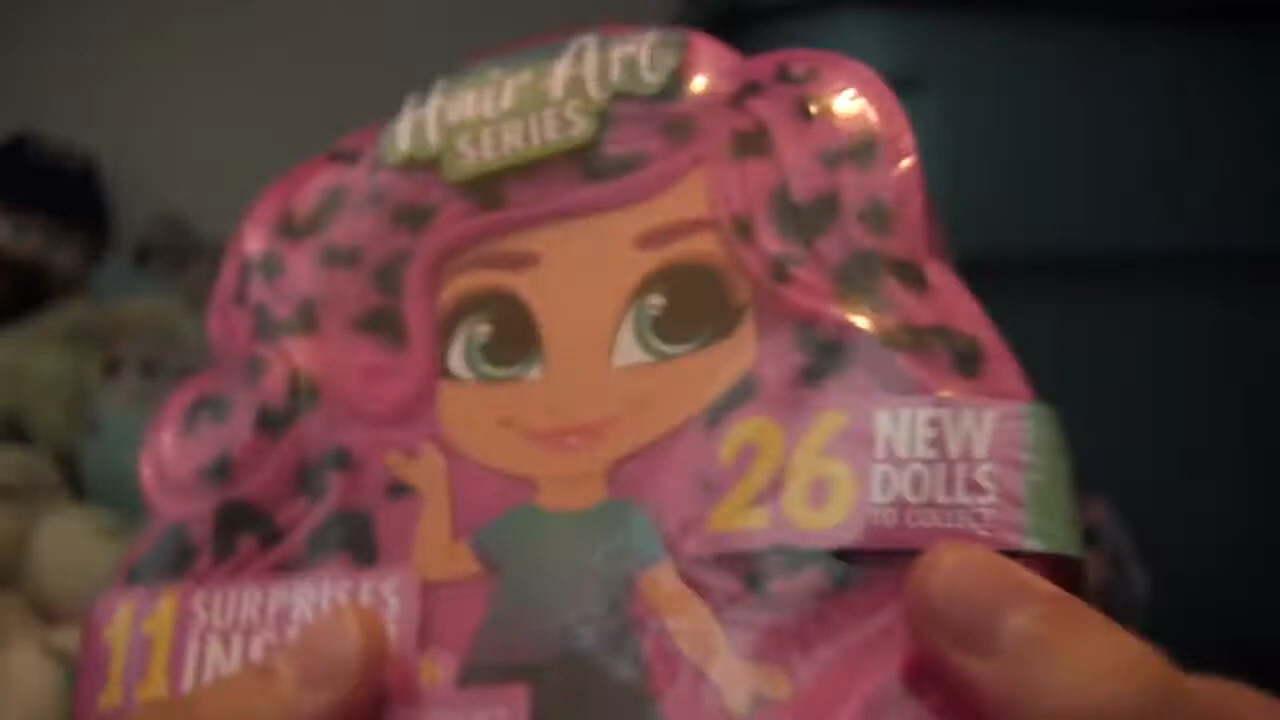 Hair Art
SERIES
26 NEW
DOLLS
TO COLLECT
11 SURPRISES